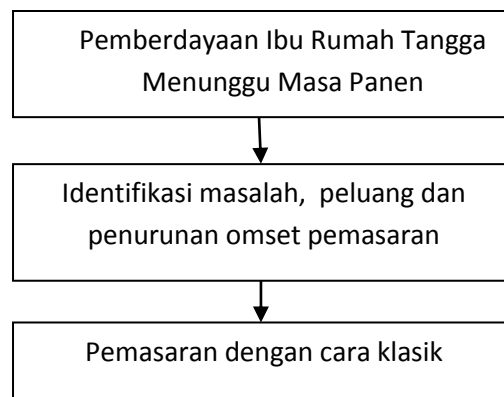 Pemberdayaan Ibu Rumah Tangga
Menunggu Masa Panen
Identifikasi masalah, peluang dan
penurunan omset pemasaran
Pemasaran dengan cara klasik